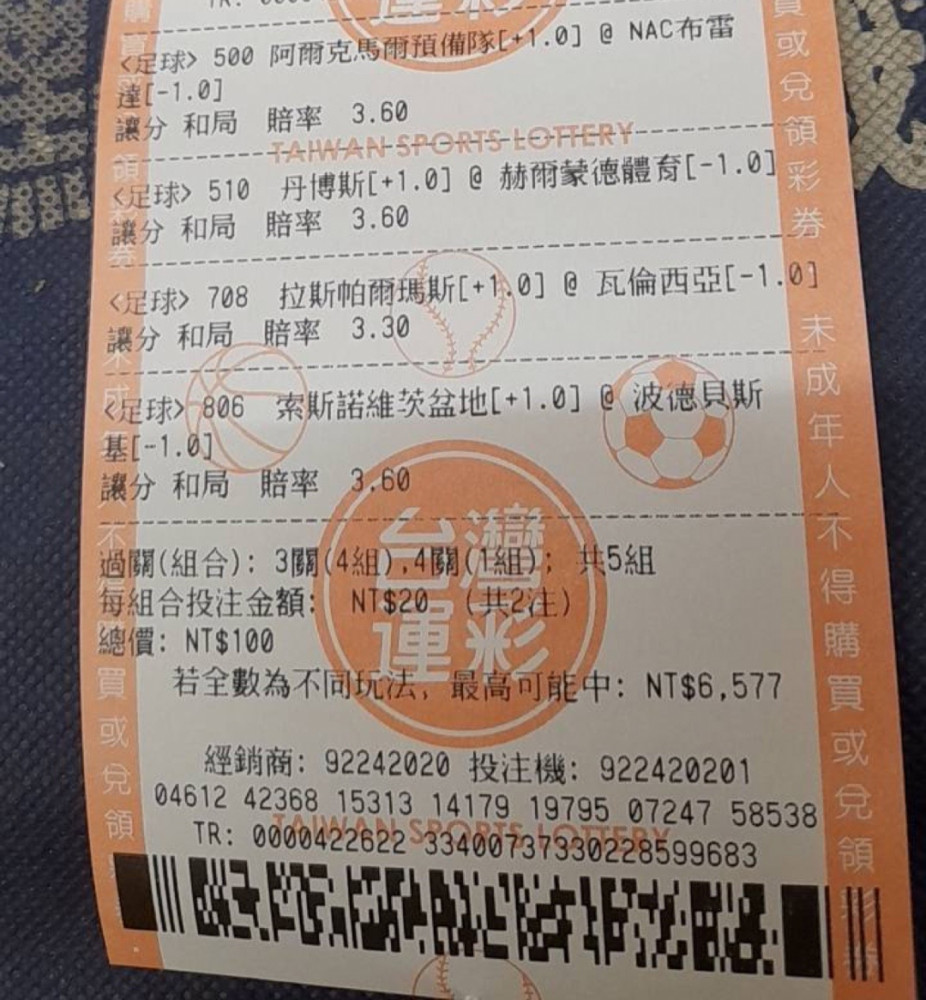 運彩
<足球> 500 阿爾克馬爾預備隊[+1.0] @ NAC布雷
達[-1.0]
讓分 和局 賠率 3.60
TAIWAN SPORTS LOTTERY
<足球> 510 丹博斯[+1.0] @ 赫爾蒙德體育[-1.0]
讓分 和局 賠率 3.60
<足球> 708 拉斯帕爾瑪斯[+1.0] @ 瓦倫西亞[-1.0]
讓分 和局 賠率 3.30
<足球> 806 索斯諾維茨盆地[+1.0] @ 波德貝斯
基[-1.0]
讓分 和局 賠率 3.60
台灣
運彩
過關(組合): 3關(4組),4關(1組); 共5組
每組合投注金額: NT$20 (共2注)
總價: NT$100
若全數為不同玩法, 最高可能中: NT$6,577
經銷商: 92242020 投注機: 922420201
04612 42368 15313 14179 19795 07247 58538
TAIWAN SPORTS LOTTERY
TR: 0000422622 33400737330228599683
買或兌領彩券
未成年人不得購買或兌領彩券